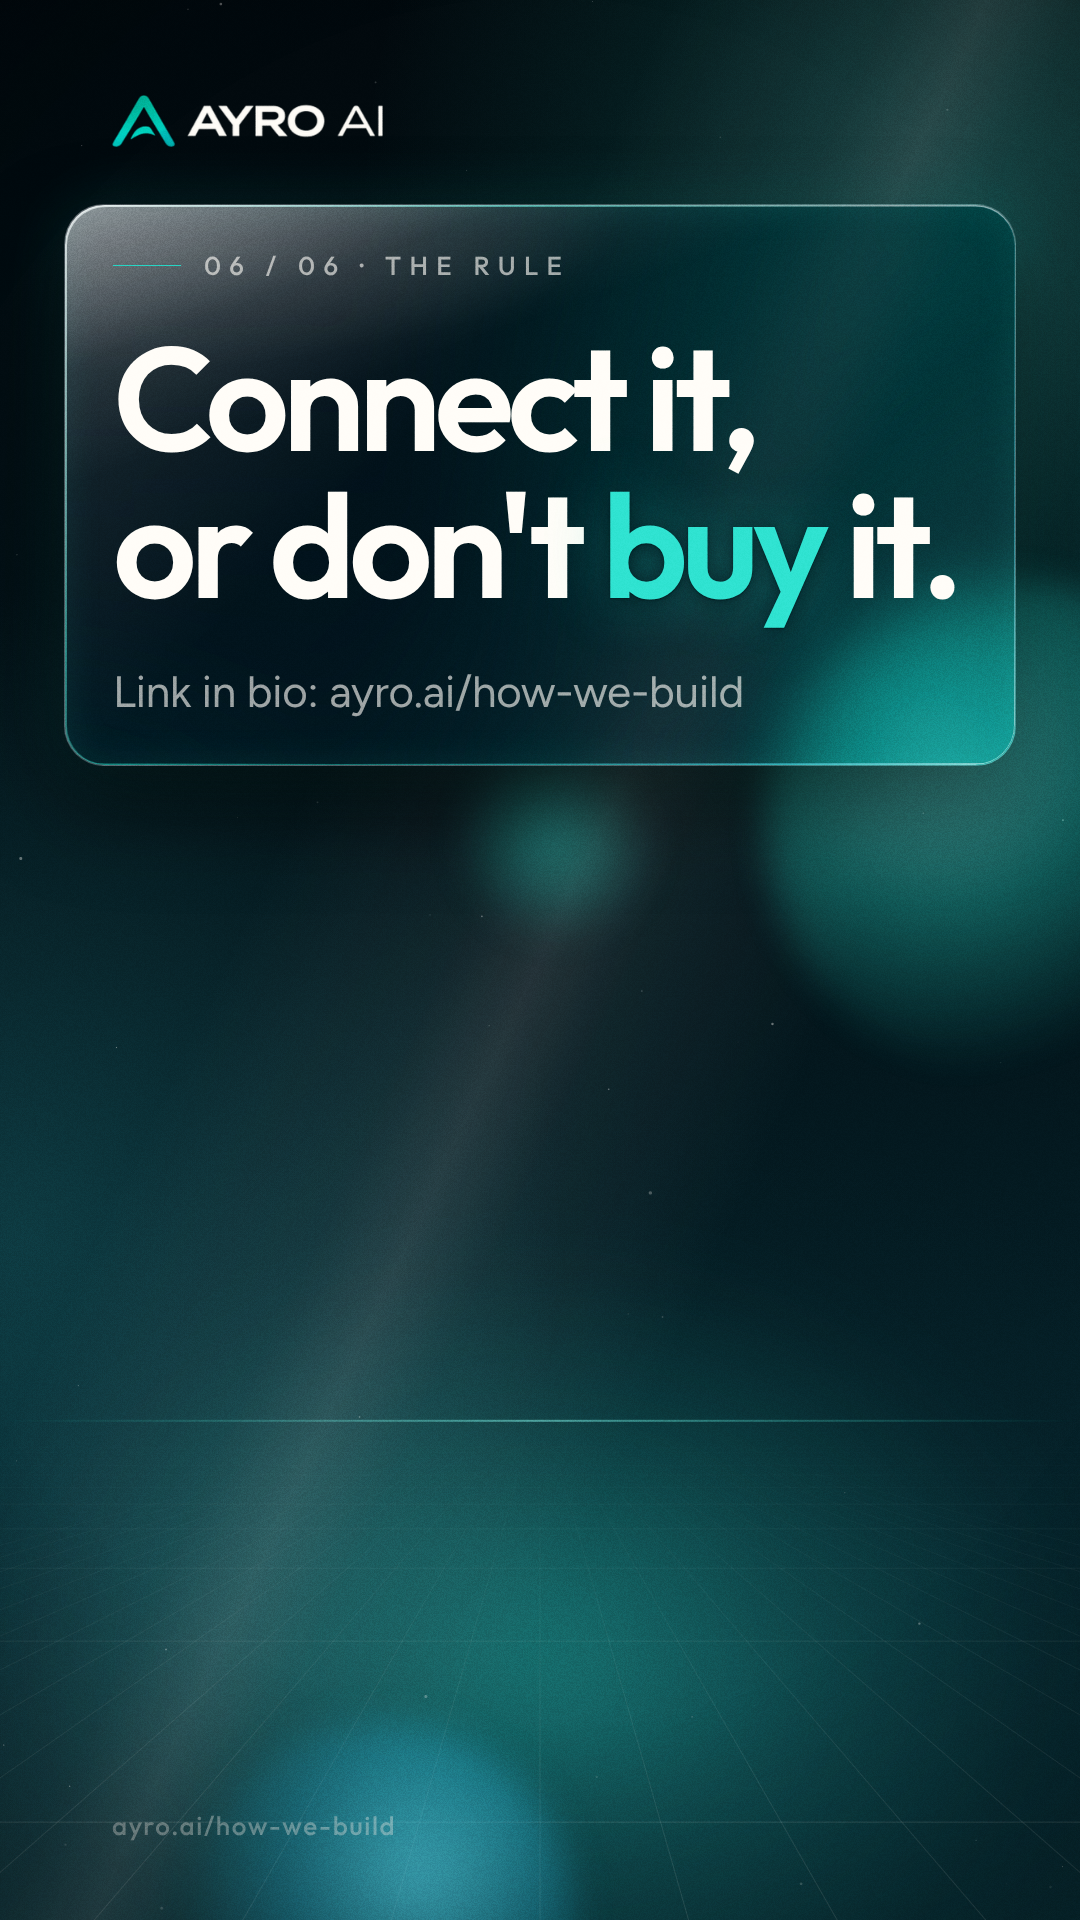 AYRO AI
06 / 06 · THE RULE
Connect it,
or don't buy it.
Link in bio: ayro.ai/how-we-build
ayro.ai/how-we-build